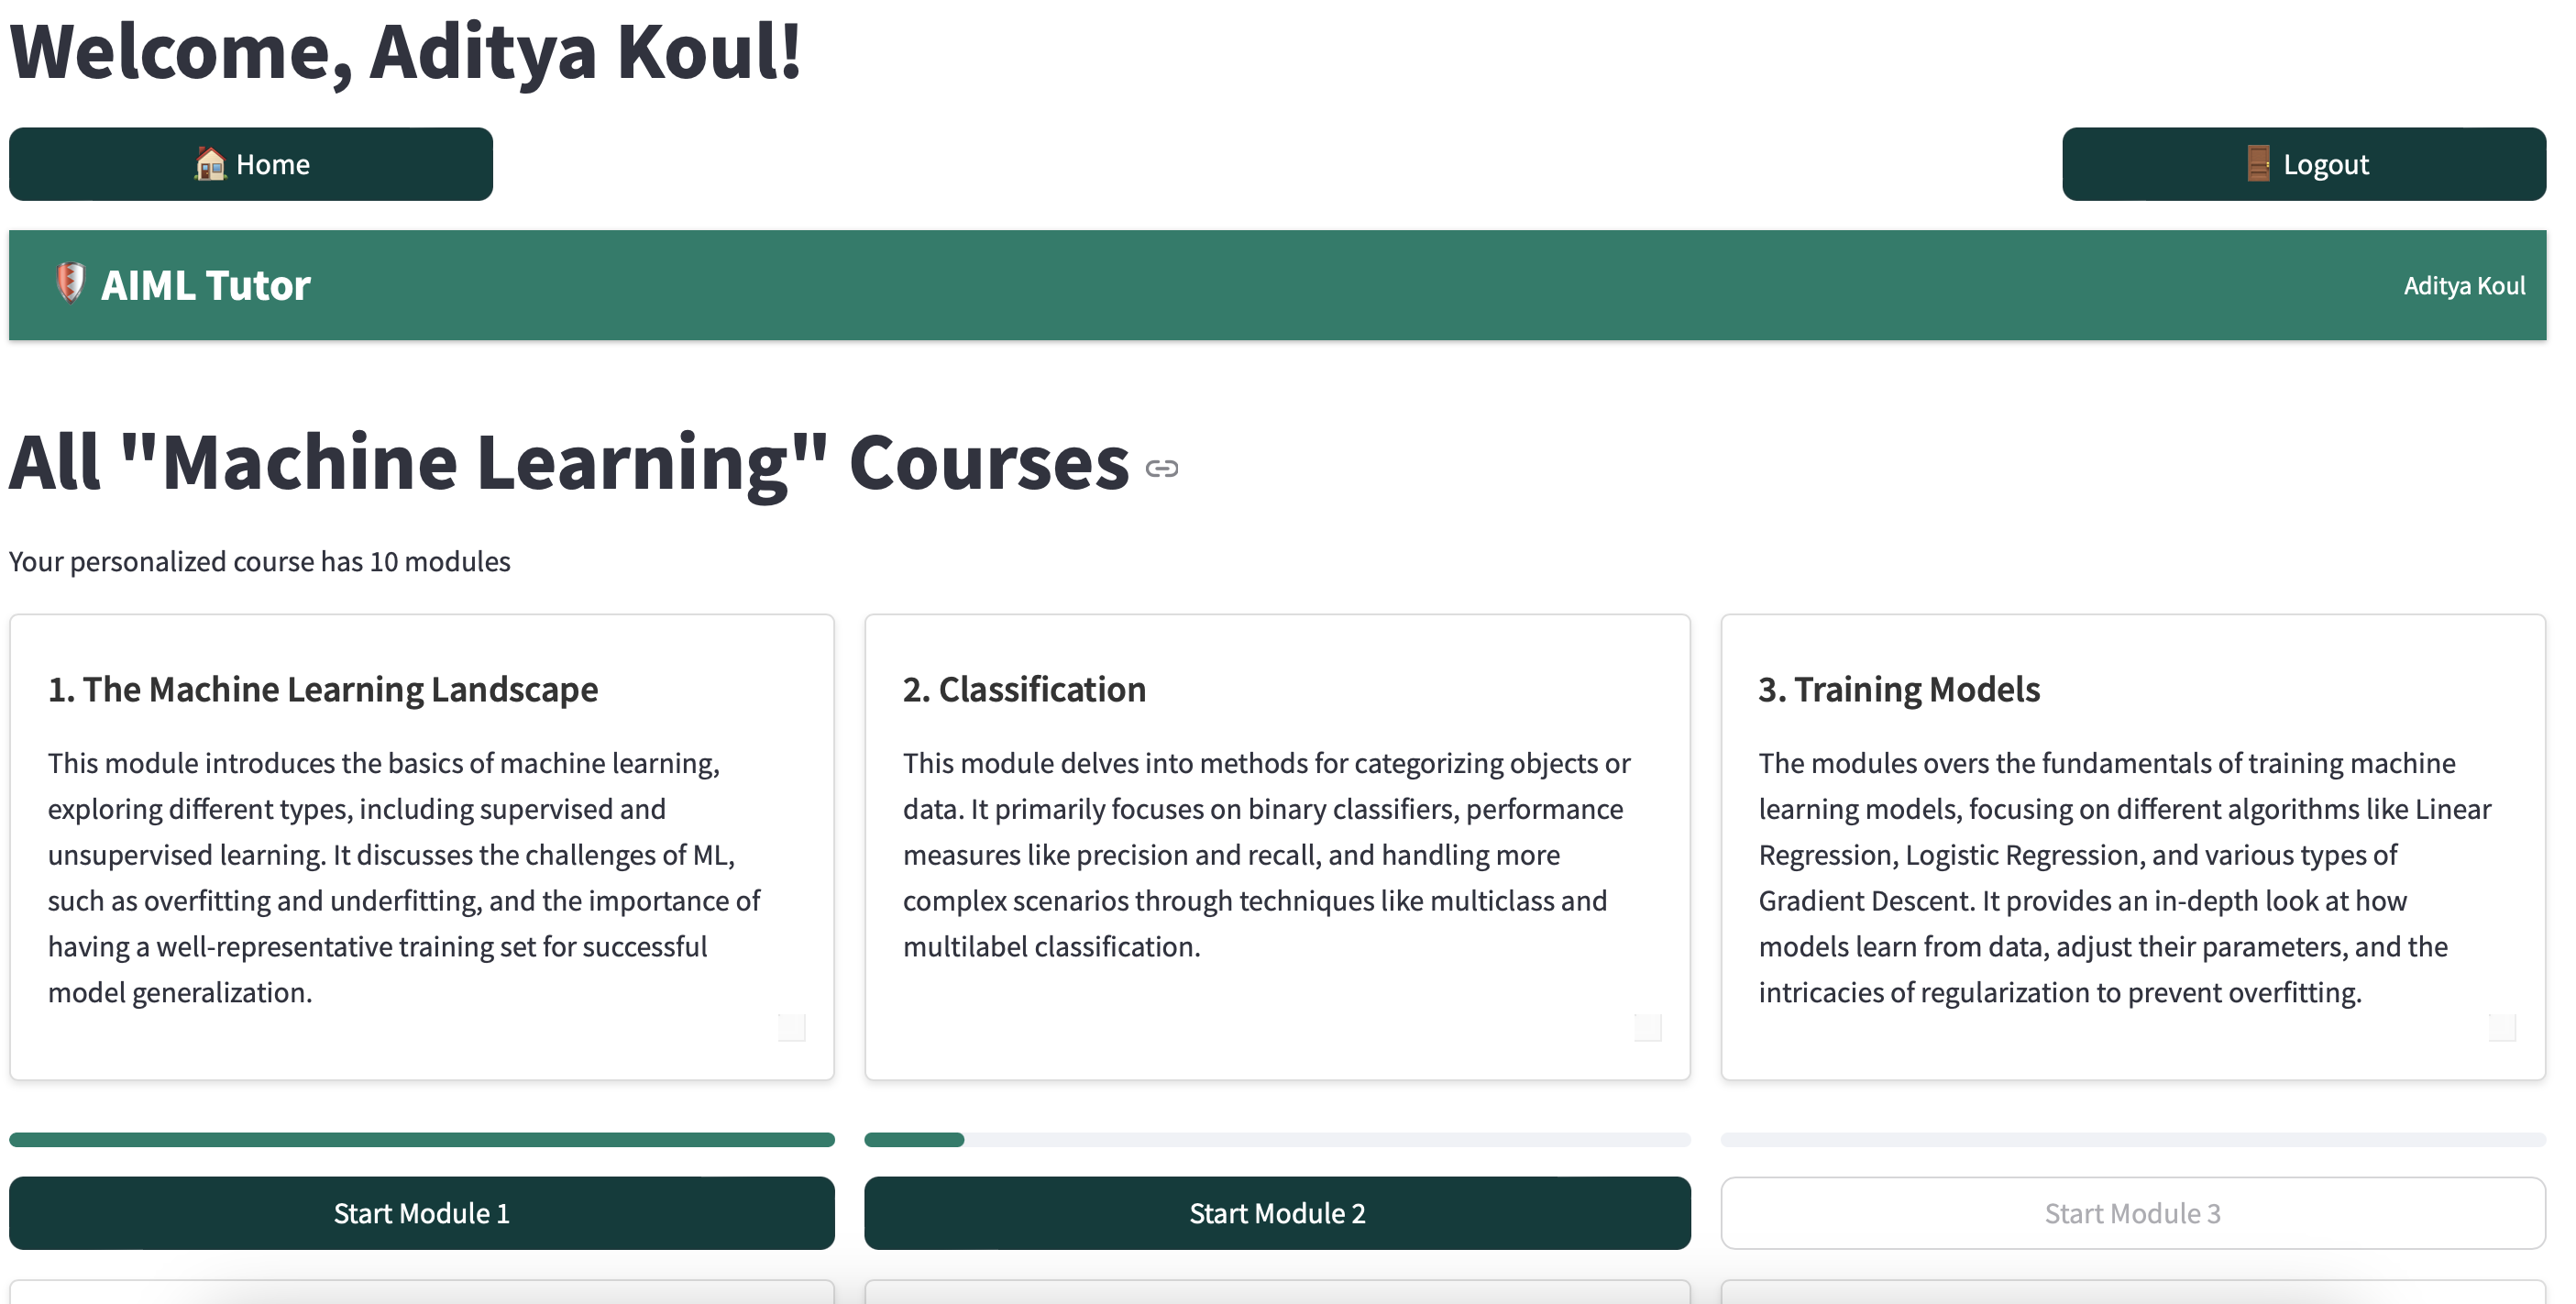 Welcome, Aditya Koul!
Home
Logout
AIML Tutor
Aditya Koul
All "Machine Learning" Courses
Your personalized course has 10 modules
1. The Machine Learning Landscape
This module introduces the basics of machine learning,
exploring different types, including supervised and
unsupervised learning. It discusses the challenges of ML,
such as overfitting and underfitting, and the importance of
having a well-representative training set for successful
model generalization.
2. Classification
This module delves into methods for categorizing objects or
data. It primarily focuses on binary classifiers, performance
measures like precision and recall, and handling more
complex scenarios through techniques like multiclass and
multilabel classification.
3. Training Models
The modules overs the fundamentals of training machine
learning models, focusing on different algorithms like Linear
Regression, Logistic Regression, and various types of
Gradient Descent. It provides an in-depth look at how
models learn from data, adjust their parameters, and the
intricacies of regularization to prevent overfitting.
Start Module 1
Start Module 2
Start Module 3